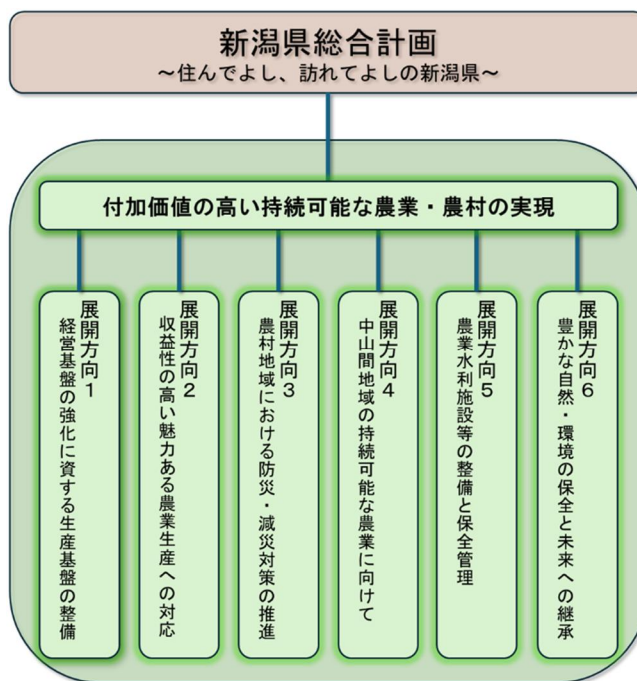 新潟県総合計画
～住んでよし、訪れてよしの新潟県～
付加価値の高い持続可能な農業・農村の実現
展開方向１
経営基盤の強化に資する生産基盤の整備
展開方向２
収益性の高い魅力ある農業生産への対応
展開方向３
農村地域における防災・減災対策の推進
展開方向４
中山間地域の持続可能な農業に向けて
展開方向５
農業水利施設等の整備と保全管理
展開方向６
豊かな自然・環境の保全と未来への継承